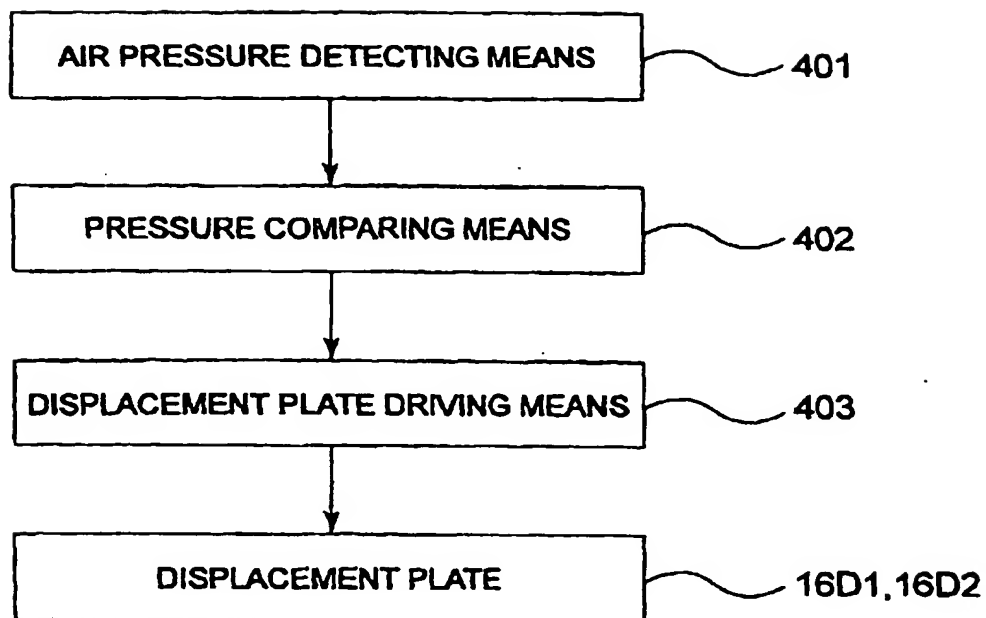 AIR PRESSURE DETECTING MEANS
401
PRESSURE COMPARING MEANS
402
DISPLACEMENT PLATE DRIVING MEANS
403
DISPLACEMENT PLATE
16D1,16D2